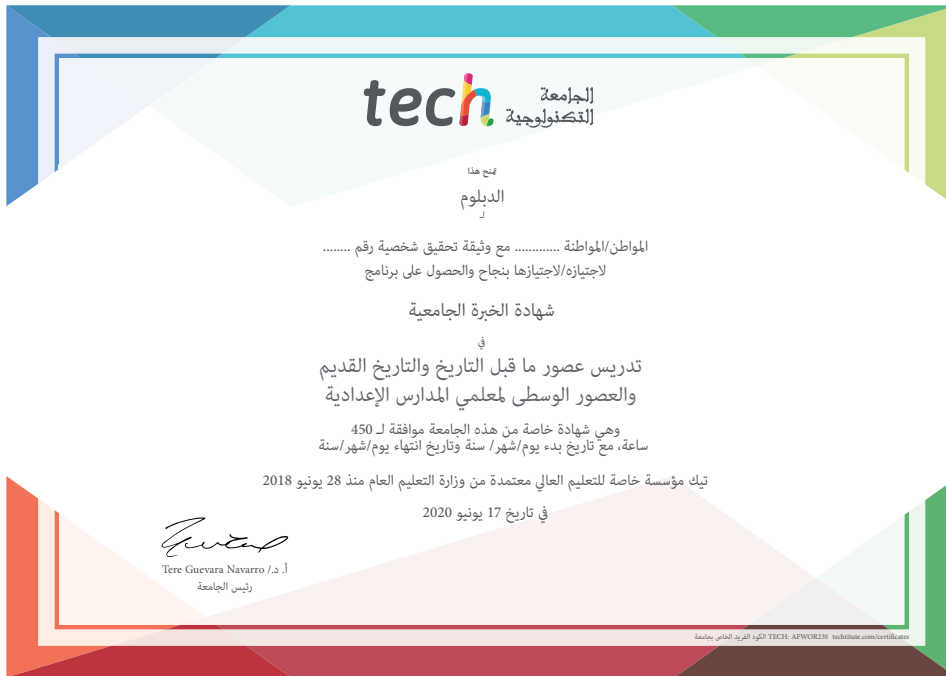 tech الجامعة
التكنولوجية
يمنح هذا
الدبلوم
لـ
المواطن/المواطنة ............. مع وثيقة تحقيق شخصية رقم ........
لاجتيازه/لاجتيازها بنجاح والحصول على برنامج
شهادة الخبرة الجامعية
في
تدريس عصور ما قبل التاريخ والتاريخ القديم
والعصور الوسطى لمعلمي المدارس الإعدادية
وهي شهادة خاصة من هذه الجامعة موافقة لـ 450
ساعة، مع تاريخ بدء يوم/شهر/ سنة وتاريخ انتهاء يوم/شهر/سنة
تيك مؤسسة خاصة للتعليم العالي معتمدة من وزارة التعليم العام منذ 28 يونيو 2018
في تاريخ 17 يونيو 2020
أ. د./ Tere Guevara Navarro
رئيس الجامعة
الكود الفريد الخاص بجامعة TECH: AFWOR23S techtitute.com/certificates